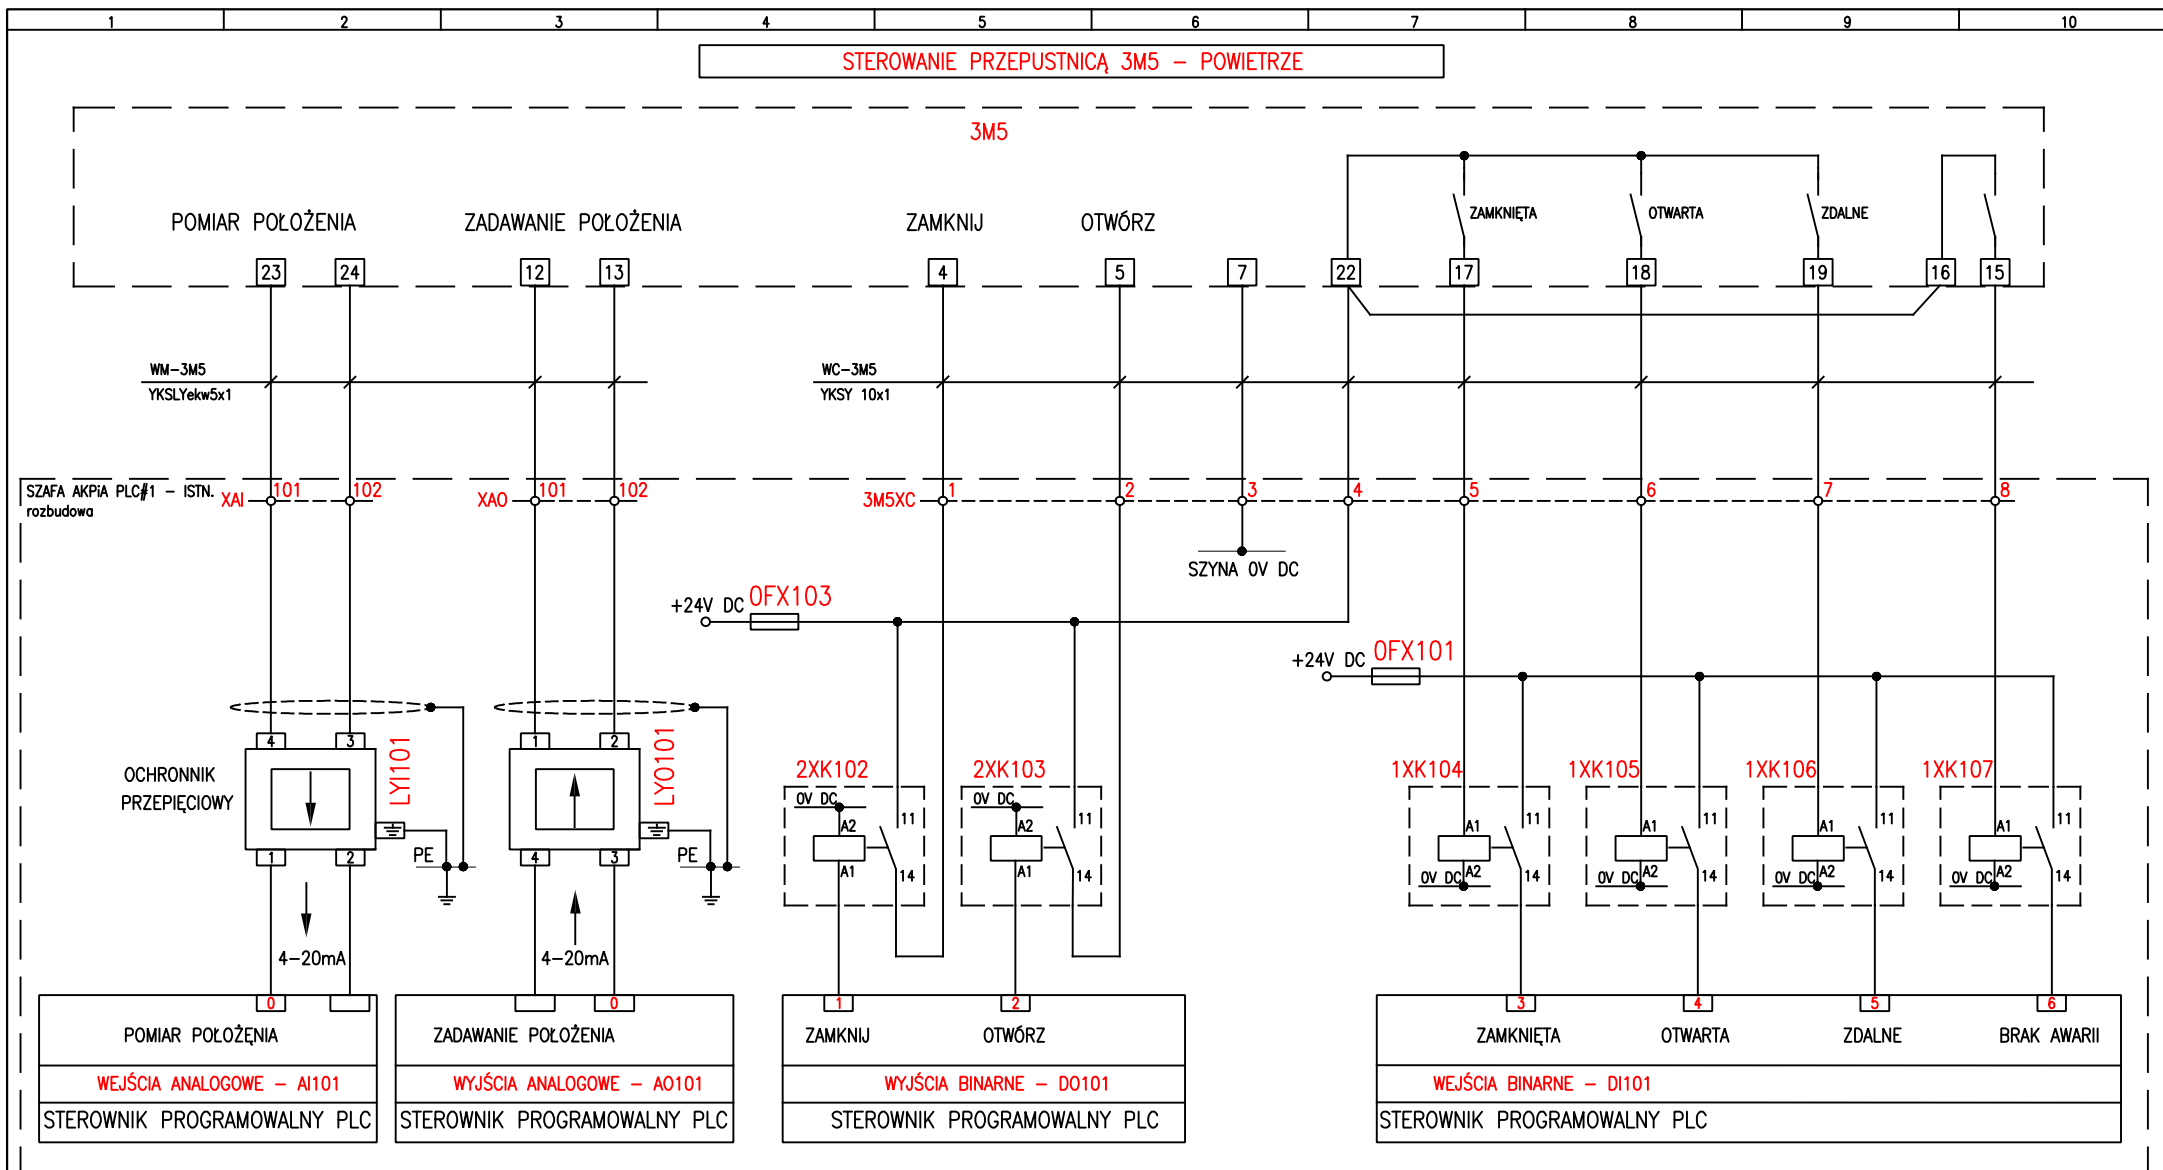 1 2 3 4 5 6 7 8 9 10
STEROWANIE PRZEPUSTNICĄ 3M5 – POWIETRZE
3M5
POMIAR POŁOŻENIA ZADAWANIE POŁOŻENIA ZAMKNIJ OTWÓRZ ZAMKNIĘTA OTWARTA ZDALNE
23 24 12 13 4 5 7 22 17 18 19 16 15
WM–3M5 WC–3M5
YKSLYekw5x1 YKSY 10x1
SZAFA AKPiA PLC#1 – ISTN.
rozbudowa
XAI 101 102 XAO 101 102 3M5XC 1 2 3 4 5 6 7 8
SZYNA 0V DC
+24V DC 0FX103
+24V DC 0FX101
4 3 1 2
OCHRONNIK
PRZEPIĘCIOWY
LYI101 LYO101
2XK102 2XK103 1XK104 1XK105 1XK106 1XK107
0V DC 0V DC
A2 11 A2 11 A1 11 A1 11 A1 11 A1 11
1 2 PE 4 3 PE
A1 14 A1 14 0V DC A2 14 0V DC A2 14 0V DC A2 14 0V DC A2 14
4–20mA 4–20mA
0 0 1 2 3 4 5 6
POMIAR POŁOŻĘNIA ZADAWANIE POŁOŻENIA ZAMKNIJ OTWÓRZ ZAMKNIĘTA OTWARTA ZDALNE BRAK AWARII
WEJŚCIA ANALOGOWE – AI101 WYJŚCIA ANALOGOWE – AO101 WYJŚCIA BINARNE – DO101 WEJŚCIA BINARNE – DI101
STEROWNIK PROGRAMOWALNY PLC STEROWNIK PROGRAMOWALNY PLC STEROWNIK PROGRAMOWALNY PLC STEROWNIK PROGRAMOWALNY PLC